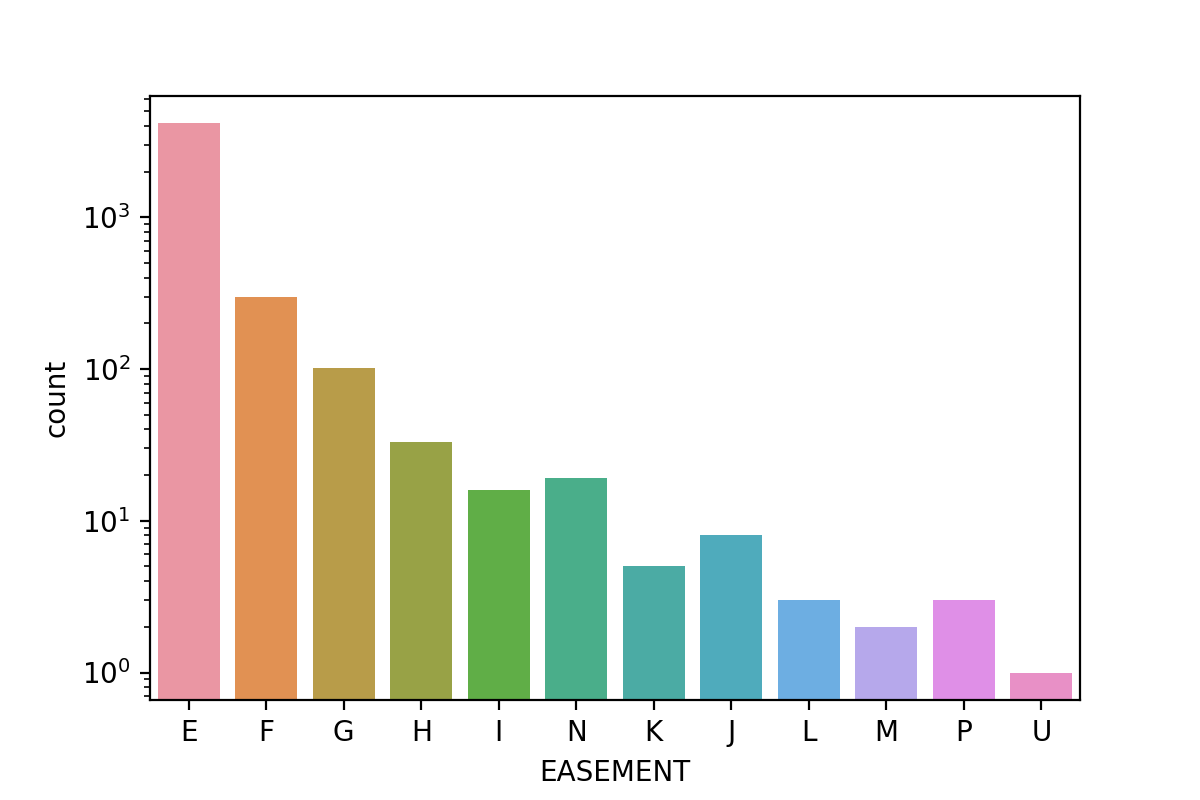 10³
10²
10¹
10⁰
count
E F G H I N K J L M P U
EASEMENT